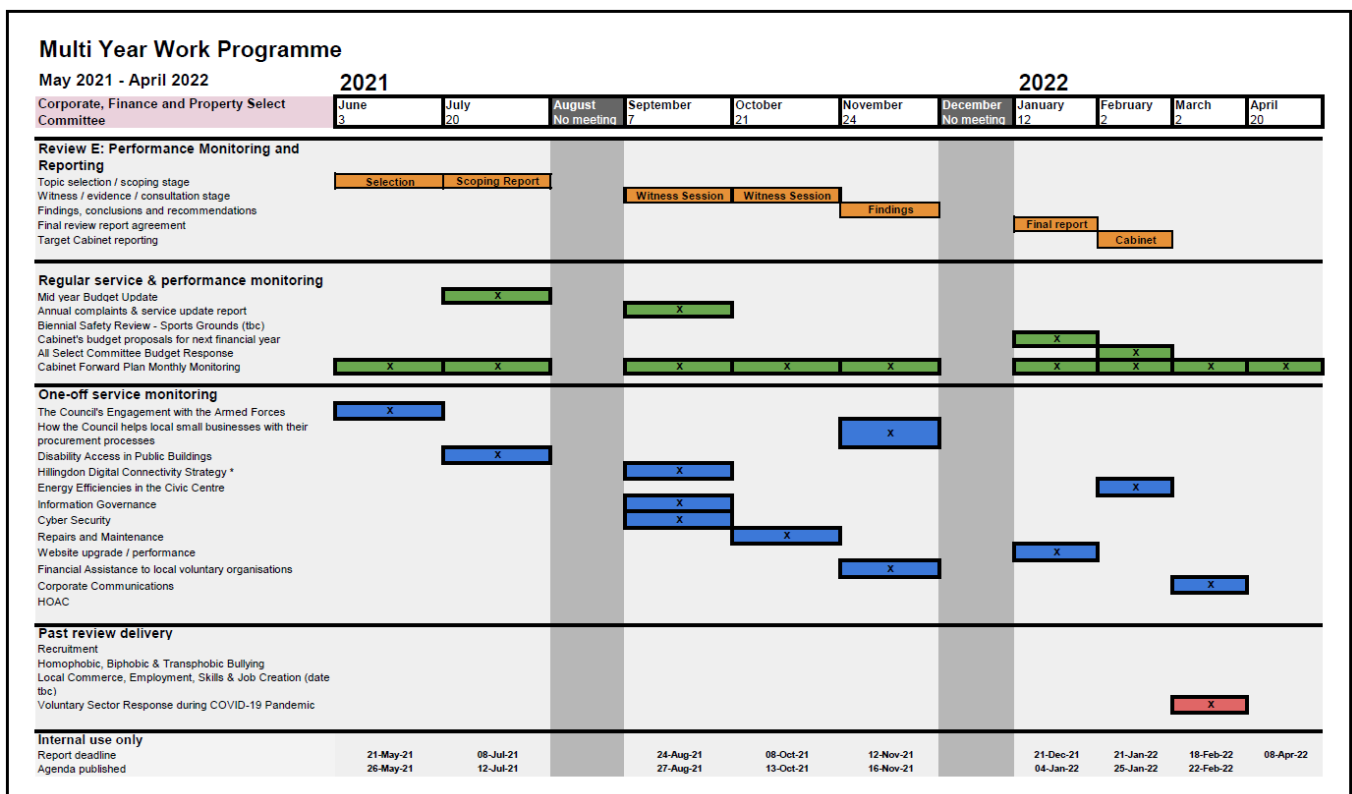 Multi Year Work Programme
May 2021 - April 2022 2021 2022
Corporate, Finance and Property Select Committee June July August September October November December January February March April
3 20 No meeting 7 21 24 No meeting 12 2 2 20
Review E: Performance Monitoring and
Reporting
Topic selection / scoping stage Selection Scoping Report
Witness / evidence / consultation stage Witness Session Witness Session
Findings, conclusions and recommendations Findings
Final review report agreement Final report
Target Cabinet reporting Cabinet
Regular service & performance monitoring
Mid year Budget Update X
Annual complaints & service update report X
Biennial Safety Review - Sports Grounds (tbc)
Cabinet's budget proposals for next financial year X
All Select Committee Budget Response X
Cabinet Forward Plan Monthly Monitoring X X X X X X X X X
One-off service monitoring
The Council's Engagement with the Armed Forces X
How the Council helps local small businesses with their
procurement processes X
Disability Access in Public Buildings X
Hillingdon Digital Connectivity Strategy * X
Energy Efficiencies in the Civic Centre X
Information Governance X
Cyber Security X
Repairs and Maintenance X
Website upgrade / performance X
Financial Assistance to local voluntary organisations X
Corporate Communications X
HOAC
Past review delivery
Recruitment
Homophobic, Biphobic & Transphobic Bullying
Local Commerce, Employment, Skills & Job Creation (date
tbc)
Voluntary Sector Response during COVID-19 Pandemic X
Internal use only
Report deadline 21-May-21 08-Jul-21 24-Aug-21 08-Oct-21 12-Nov-21 21-Dec-21 21-Jan-22 18-Feb-22 08-Apr-22
Agenda published 26-May-21 12-Jul-21 27-Aug-21 13-Oct-21 16-Nov-21 04-Jan-22 25-Jan-22 22-Feb-22